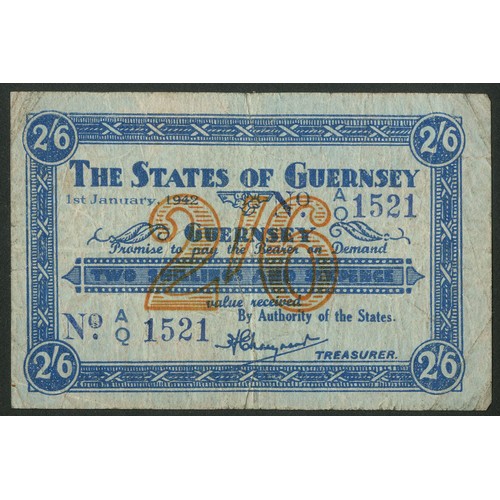 2/6 2/6
THE STATES OF GUERNSEY
1st January, 1942 No A/Q 1521
2/6
GUERNSEY
Promise to pay the Bearer on Demand
TWO SHILLINGS AND SIXPENCE
value received
By Authority of the States.
No. A/Q 1521
TREASURER.
2/6 2/6